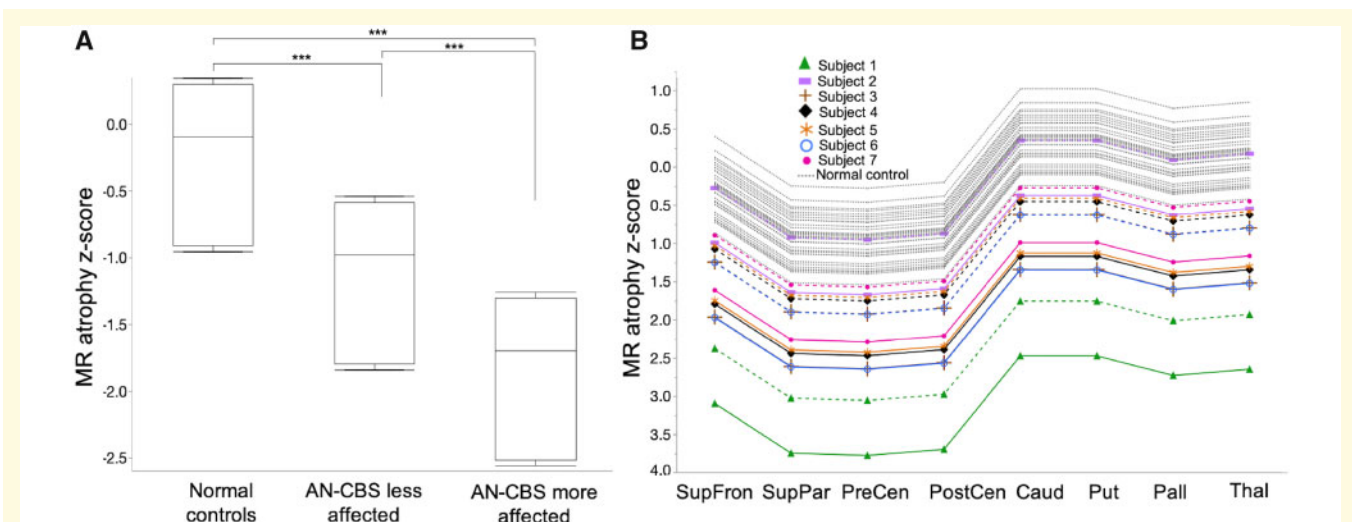 A
***
***
***
MR atrophy z-score
0.0
-0.5
-1.0
-1.5
-2.0
-2.5
Normal controls
AN-CBS less affected
AN-CBS more affected
B
Subject 1
Subject 2
Subject 3
Subject 4
Subject 5
Subject 6
Subject 7
Normal control
MR atrophy z-score
1.0
0.5
0.0
0.5
1.0
1.5
2.0
2.5
3.0
3.5
4.0
SupFron SupPar PreCen PostCen Caud Put Pall Thal